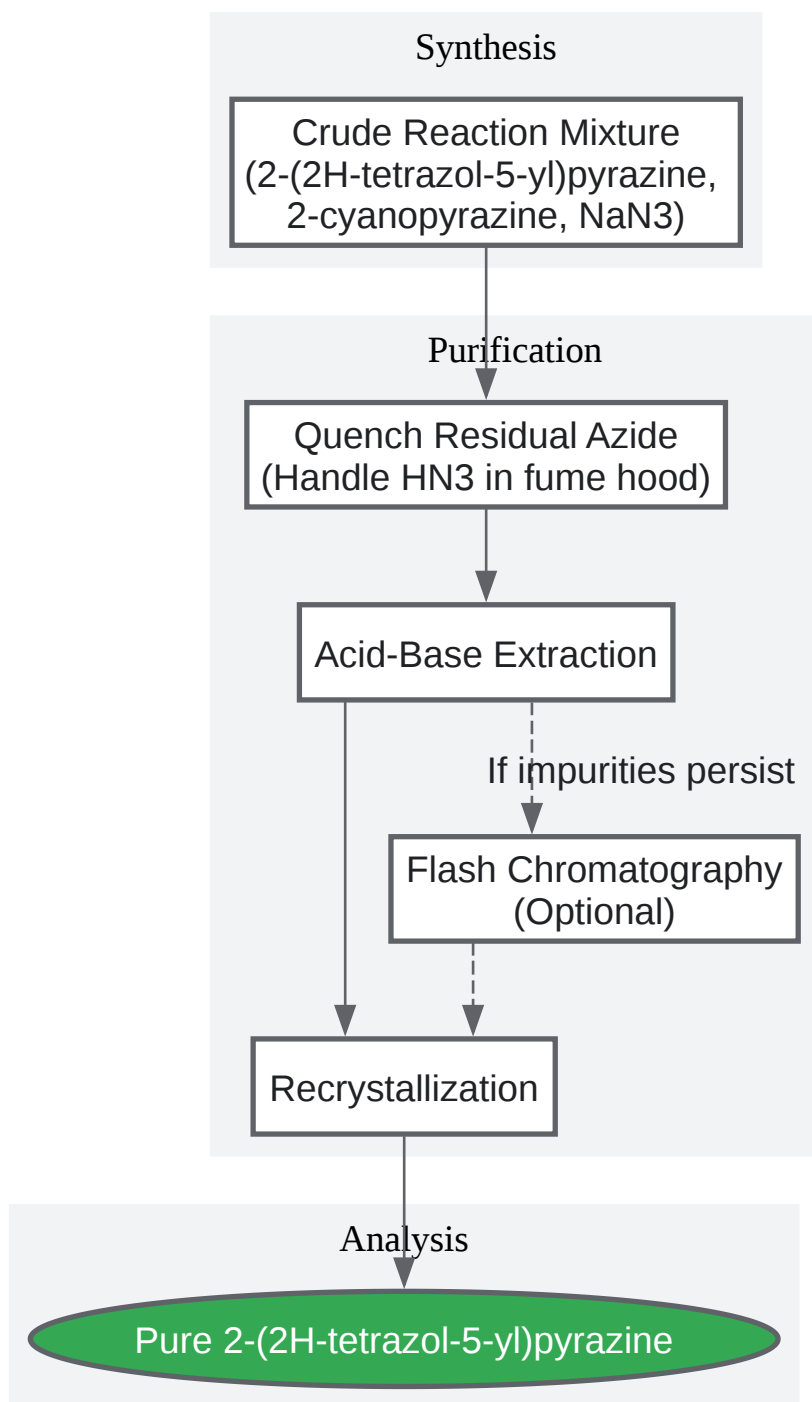 Synthesis
Crude Reaction Mixture
(2-(2H-tetrazol-5-yl)pyrazine,
2-cyanopyrazine, NaN3)
Purification
Quench Residual Azide
(Handle HN3 in fume hood)
Acid-Base Extraction
If impurities persist
Flash Chromatography
(Optional)
Recrystallization
Analysis
Pure 2-(2H-tetrazol-5-yl)pyrazine